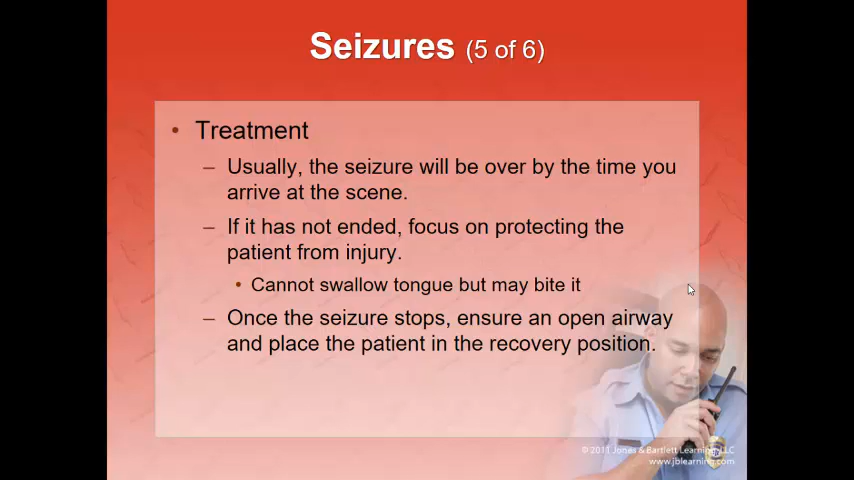 Seizures (5 of 6)
• Treatment
– Usually, the seizure will be over by the time you
arrive at the scene.
– If it has not ended, focus on protecting the
patient from injury.
• Cannot swallow tongue but may bite it
– Once the seizure stops, ensure an open airway
and place the patient in the recovery position.
© 2011 Jones & Bartlett Learning, LLC
www.jblearning.com